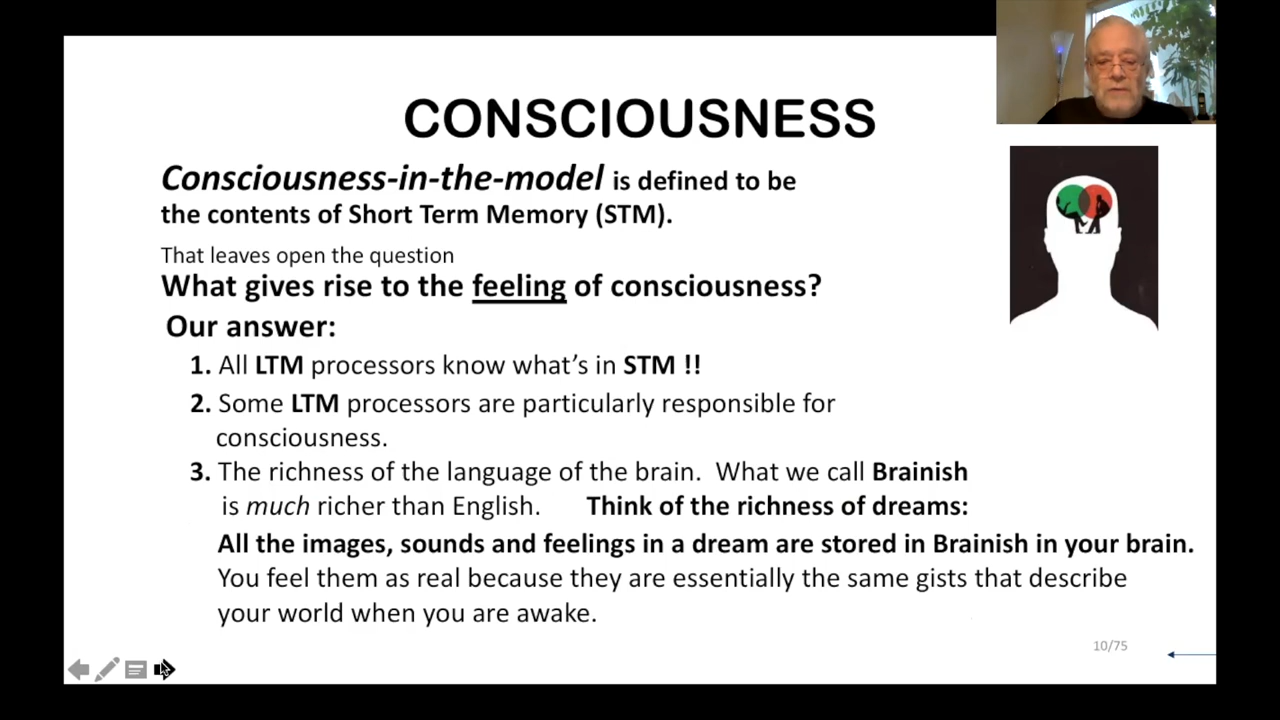 CONSCIOUSNESS
Consciousness-in-the-model is defined to be
the contents of Short Term Memory (STM).
That leaves open the question
What gives rise to the feeling of consciousness?
Our answer:
1. All LTM processors know what’s in STM !!
2. Some LTM processors are particularly responsible for
consciousness.
3. The richness of the language of the brain. What we call Brainish
is much richer than English. Think of the richness of dreams:
All the images, sounds and feelings in a dream are stored in Brainish in your brain.
You feel them as real because they are essentially the same gists that describe
your world when you are awake.
10/75